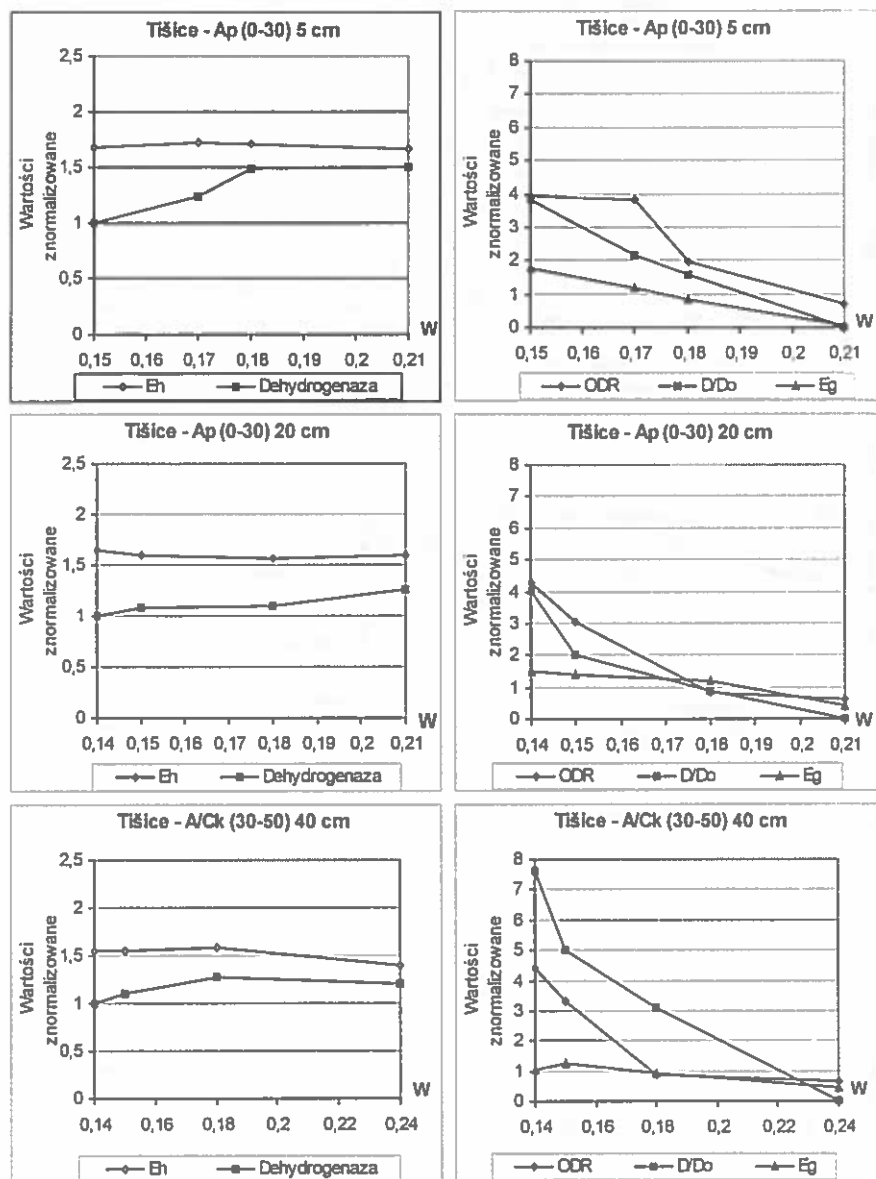 Tišice - Ap (0-30) 5 cm
Wartości znormalizowane
2,5
2
1,5
1
0,5
0
W
0,15 0,16 0,17 0,18 0,19 0,2 0,21
Eh Dehydrogenaza
Tišice - Ap (0-30) 5 cm
Wartości znormalizowane
8
7
6
5
4
3
2
1
0
W
0,15 0,16 0,17 0,18 0,19 0,2 0,21
ODR D/Do Eg
Tišice - Ap (0-30) 20 cm
Wartości znormalizowane
2,5
2
1,5
1
0,5
0
W
0,14 0,15 0,16 0,17 0,18 0,19 0,2 0,21
Eh Dehydrogenaza
Tišice - Ap (0-30) 20 cm
Wartości znormalizowane
8
7
6
5
4
3
2
1
0
W
0,14 0,15 0,16 0,17 0,18 0,19 0,2 0,21
ODR D/Do Eg
Tišice - A/Ck (30-50) 40 cm
Wartości znormalizowane
2,5
2
1,5
1
0,5
0
W
0,14 0,16 0,18 0,2 0,22 0,24
Eh Dehydrogenaza
Tišice - A/Ck (30-50) 40 cm
Wartości znormalizowane
8
7
6
5
4
3
2
1
0
W
0,14 0,16 0,18 0,2 0,22 0,24
ODR D/Do Eg